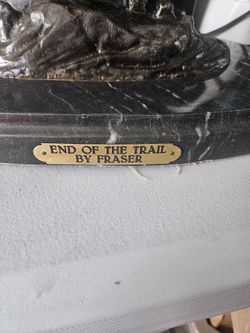 END OF THE TRAIL
BY FRASER